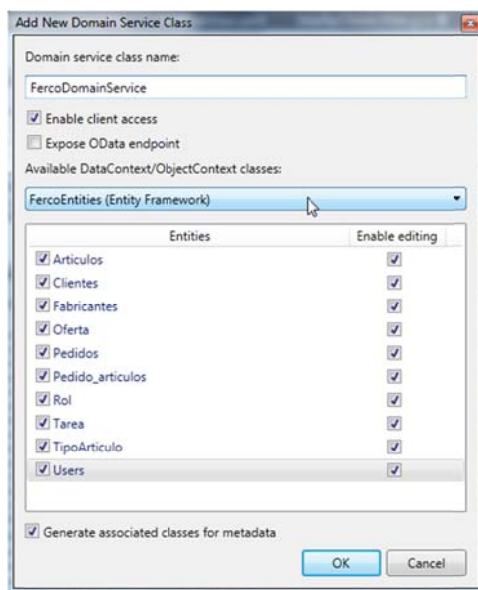 Add New Domain Service Class
Domain service class name:
FercoDomainService
Enable client access
Expose OData endpoint
Available DataContext/ObjectContext classes:
FercoEntities (Entity Framework)
Entities Enable editing
Articulos
Clientes
Fabricantes
Oferta
Pedidos
Pedido_articulos
Rol
Tarea
TipoArticulo
Users
Generate associated classes for metadata
OK Cancel